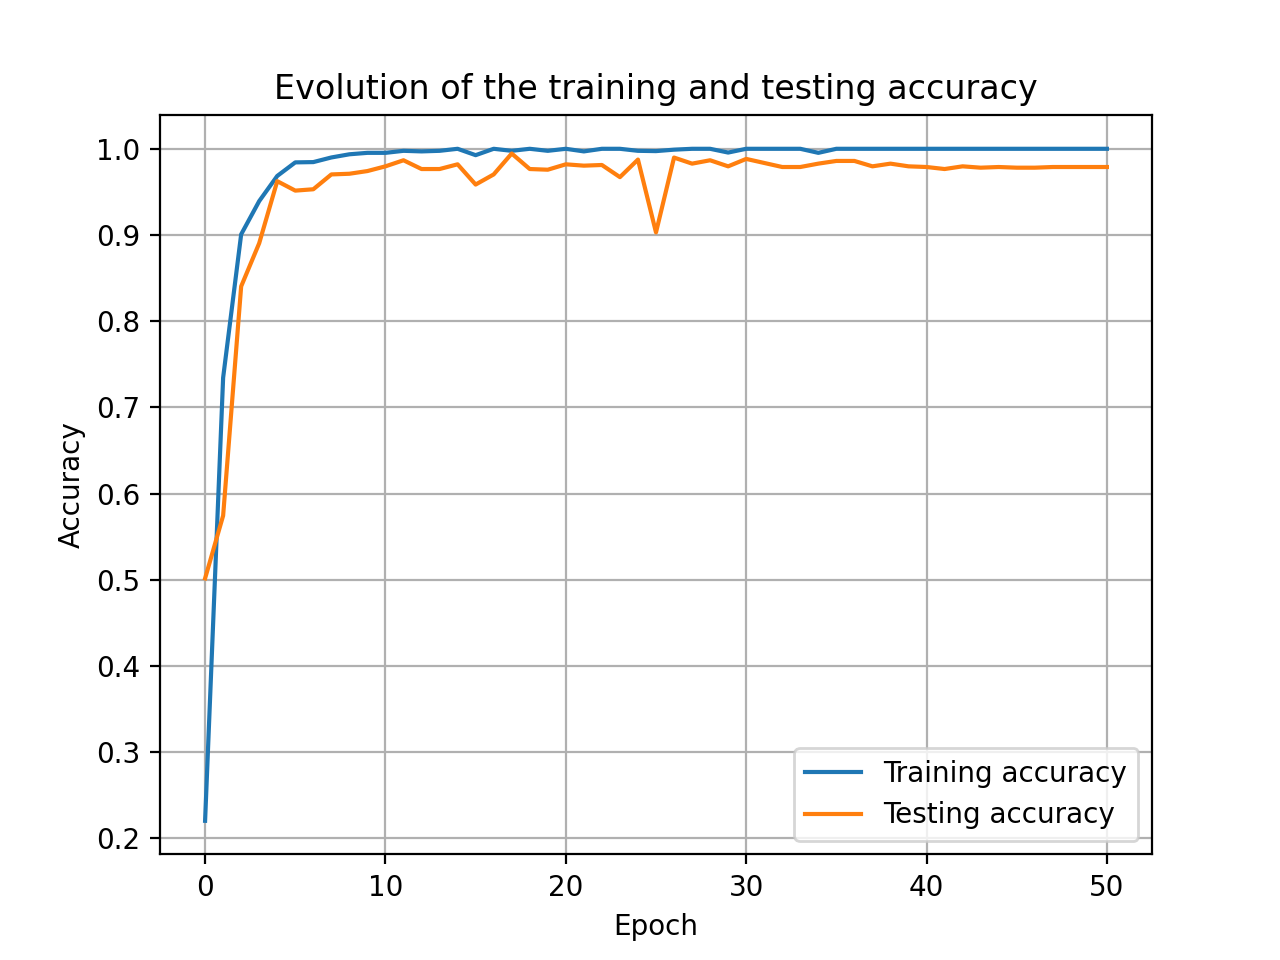 Evolution of the training and testing accuracy
1.0
0.9
0.8
0.7
0.6
0.5
0.4
0.3
0.2
Accuracy
Training accuracy
Testing accuracy
0 10 20 30 40 50
Epoch